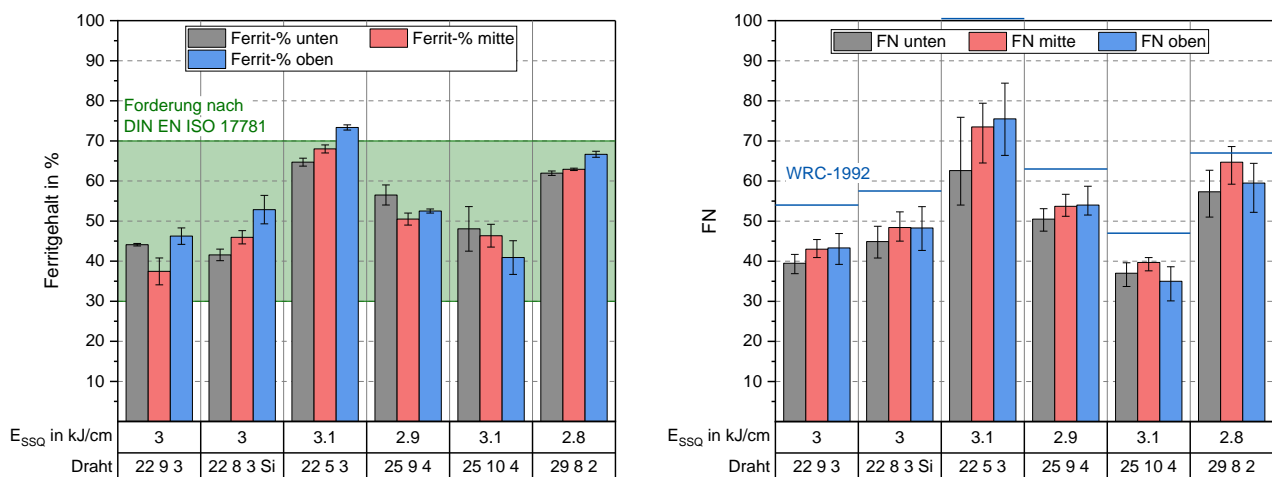 Ferritgehalt in %
100
90
80
70
60
50
40
30
20
10
Ferrit-% unten
Ferrit-% mitte
Ferrit-% oben
Forderung nach
DIN EN ISO 17781
E_SSQ in kJ/cm
3 3 3.1 2.9 3.1 2.8
Draht
22 9 3 22 8 3 Si 22 5 3 25 9 4 25 10 4 29 8 2
FN
100
90
80
70
60
50
40
30
20
10
FN unten FN mitte FN oben
WRC-1992
E_SSQ in kJ/cm
3 3 3.1 2.9 3.1 2.8
Draht
22 9 3 22 8 3 Si 22 5 3 25 9 4 25 10 4 29 8 2